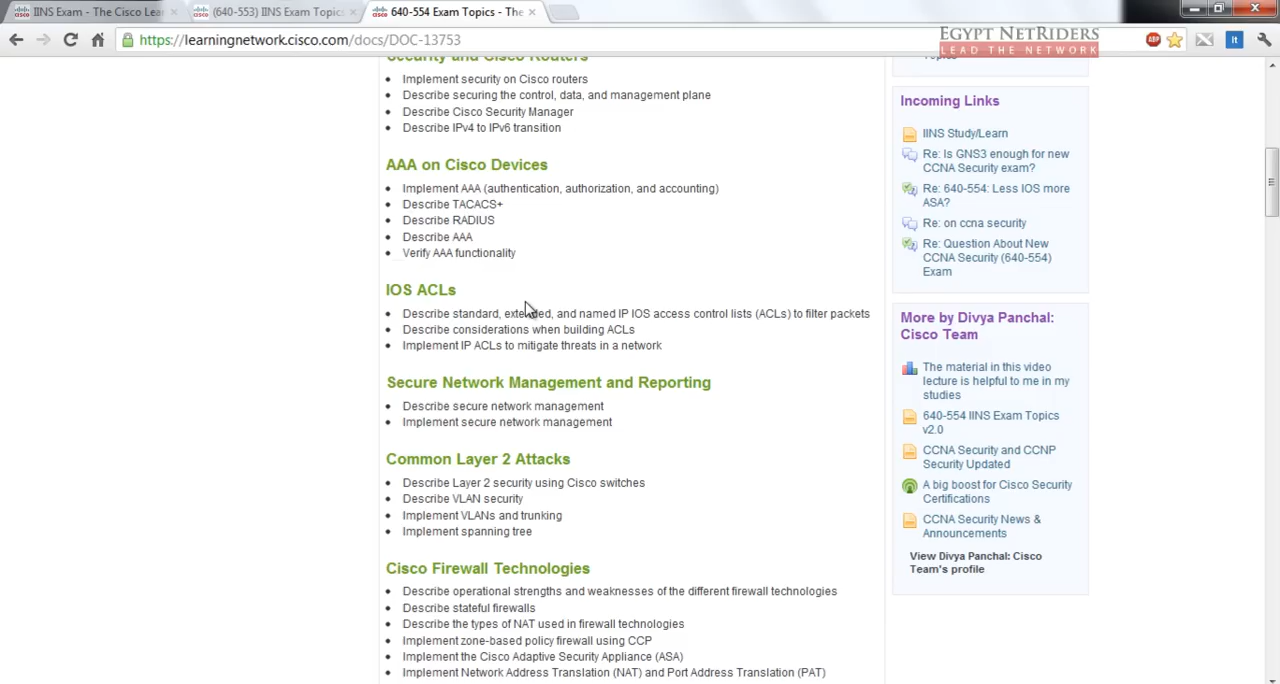 IINS Exam - The Cisco Lea
(640-553) IINS Exam Topics
640-554 Exam Topics - The
https://learningnetwork.cisco.com/docs/DOC-13753
EGYPT NETRIDERS
LEAD THE NETWORK
ABP
It
Security and Cisco Routers
• Implement security on Cisco routers
• Describe securing the control, data, and management plane
• Describe Cisco Security Manager
• Describe IPv4 to IPv6 transition
AAA on Cisco Devices
• Implement AAA (authentication, authorization, and accounting)
• Describe TACACS+
• Describe RADIUS
• Describe AAA
• Verify AAA functionality
IOS ACLs
• Describe standard, extended, and named IP IOS access control lists (ACLs) to filter packets
• Describe considerations when building ACLs
• Implement IP ACLs to mitigate threats in a network
Secure Network Management and Reporting
• Describe secure network management
• Implement secure network management
Common Layer 2 Attacks
• Describe Layer 2 security using Cisco switches
• Describe VLAN security
• Implement VLANs and trunking
• Implement spanning tree
Cisco Firewall Technologies
• Describe operational strengths and weaknesses of the different firewall technologies
• Describe stateful firewalls
• Describe the types of NAT used in firewall technologies
• Implement zone-based policy firewall using CCP
• Implement the Cisco Adaptive Security Appliance (ASA)
• Implement Network Address Translation (NAT) and Port Address Translation (PAT)
Topics
Incoming Links
IINS Study/Learn
Re: Is GNS3 enough for new
CCNA Security exam?
Re: 640-554: Less IOS more
ASA?
Re: on ccna security
Re: Question About New
CCNA Security (640-554)
Exam
More by Divya Panchal:
Cisco Team
The material in this video
lecture is helpful to me in my
studies
640-554 IINS Exam Topics
v2.0
CCNA Security and CCNP
Security Updated
A big boost for Cisco Security
Certifications
CCNA Security News &
Announcements
View Divya Panchal: Cisco
Team's profile